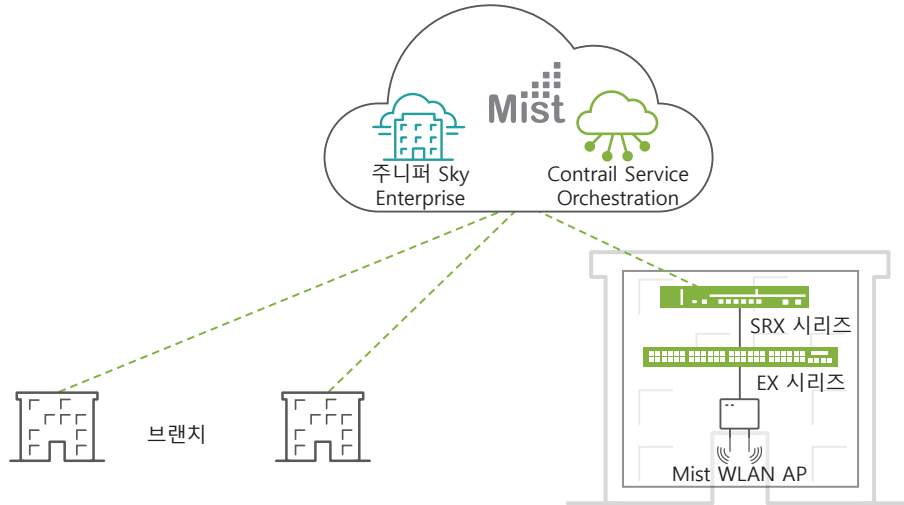 Mist
주니퍼 Sky
Enterprise
Contrail Service
Orchestration
SRX 시리즈
EX 시리즈
브랜치
Mist WLAN AP